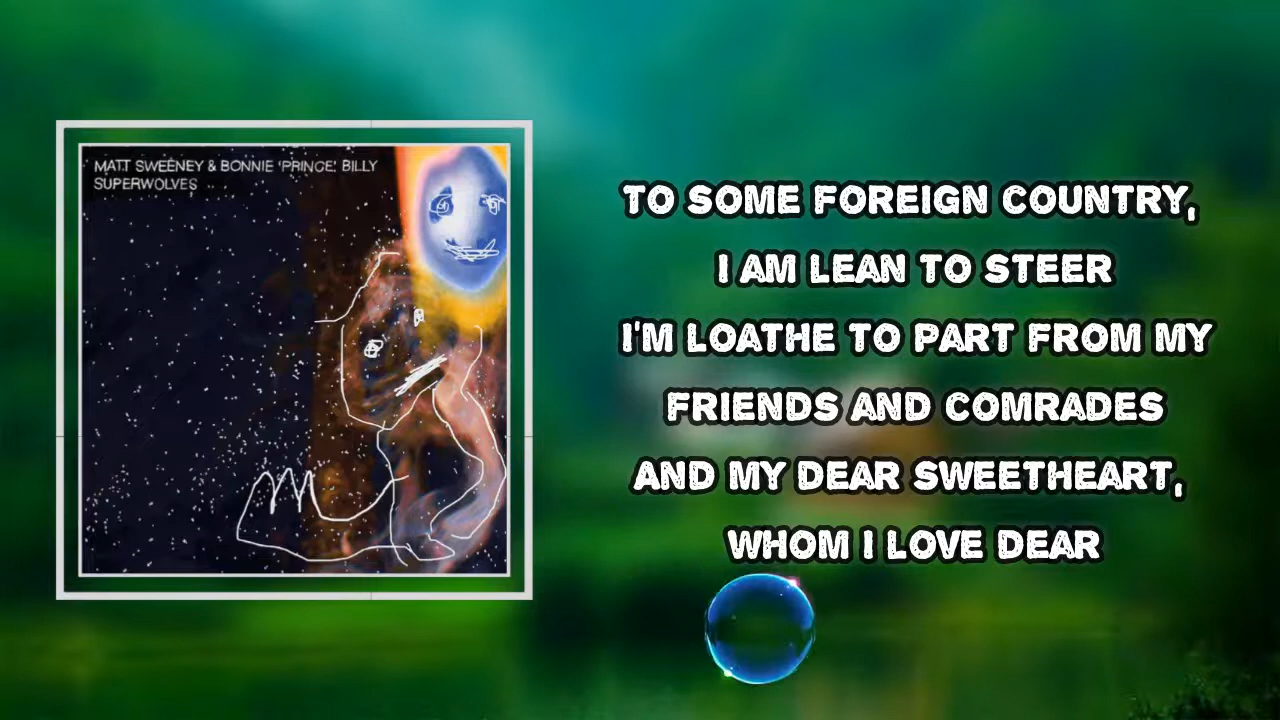 MATT SWEENEY & BONNIE 'PRINCE' BILLY
SUPERWOLVES
TO SOME FOREIGN COUNTRY,
I AM LEAN TO STEER
I'M LOATHE TO PART FROM MY
FRIENDS AND COMRADES
AND MY DEAR SWEETHEART,
WHOM I LOVE DEAR